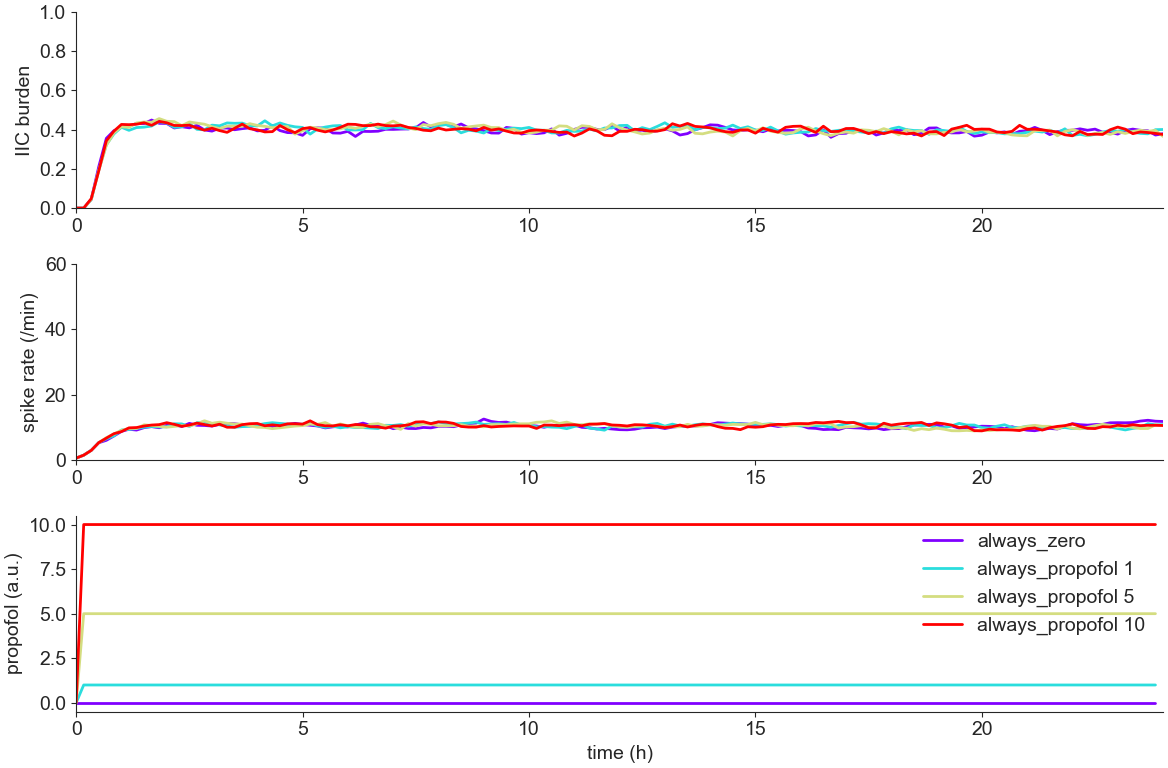 1.0
0.8
0.6
0.4
0.2
0.0
IIC burden
0 5 10 15 20
60
40
20
0
spike rate (/min)
0 5 10 15 20
10.0
7.5
5.0
2.5
0.0
propofol (a.u.)
always_zero
always_propofol 1
always_propofol 5
always_propofol 10
0 5 10 15 20
time (h)